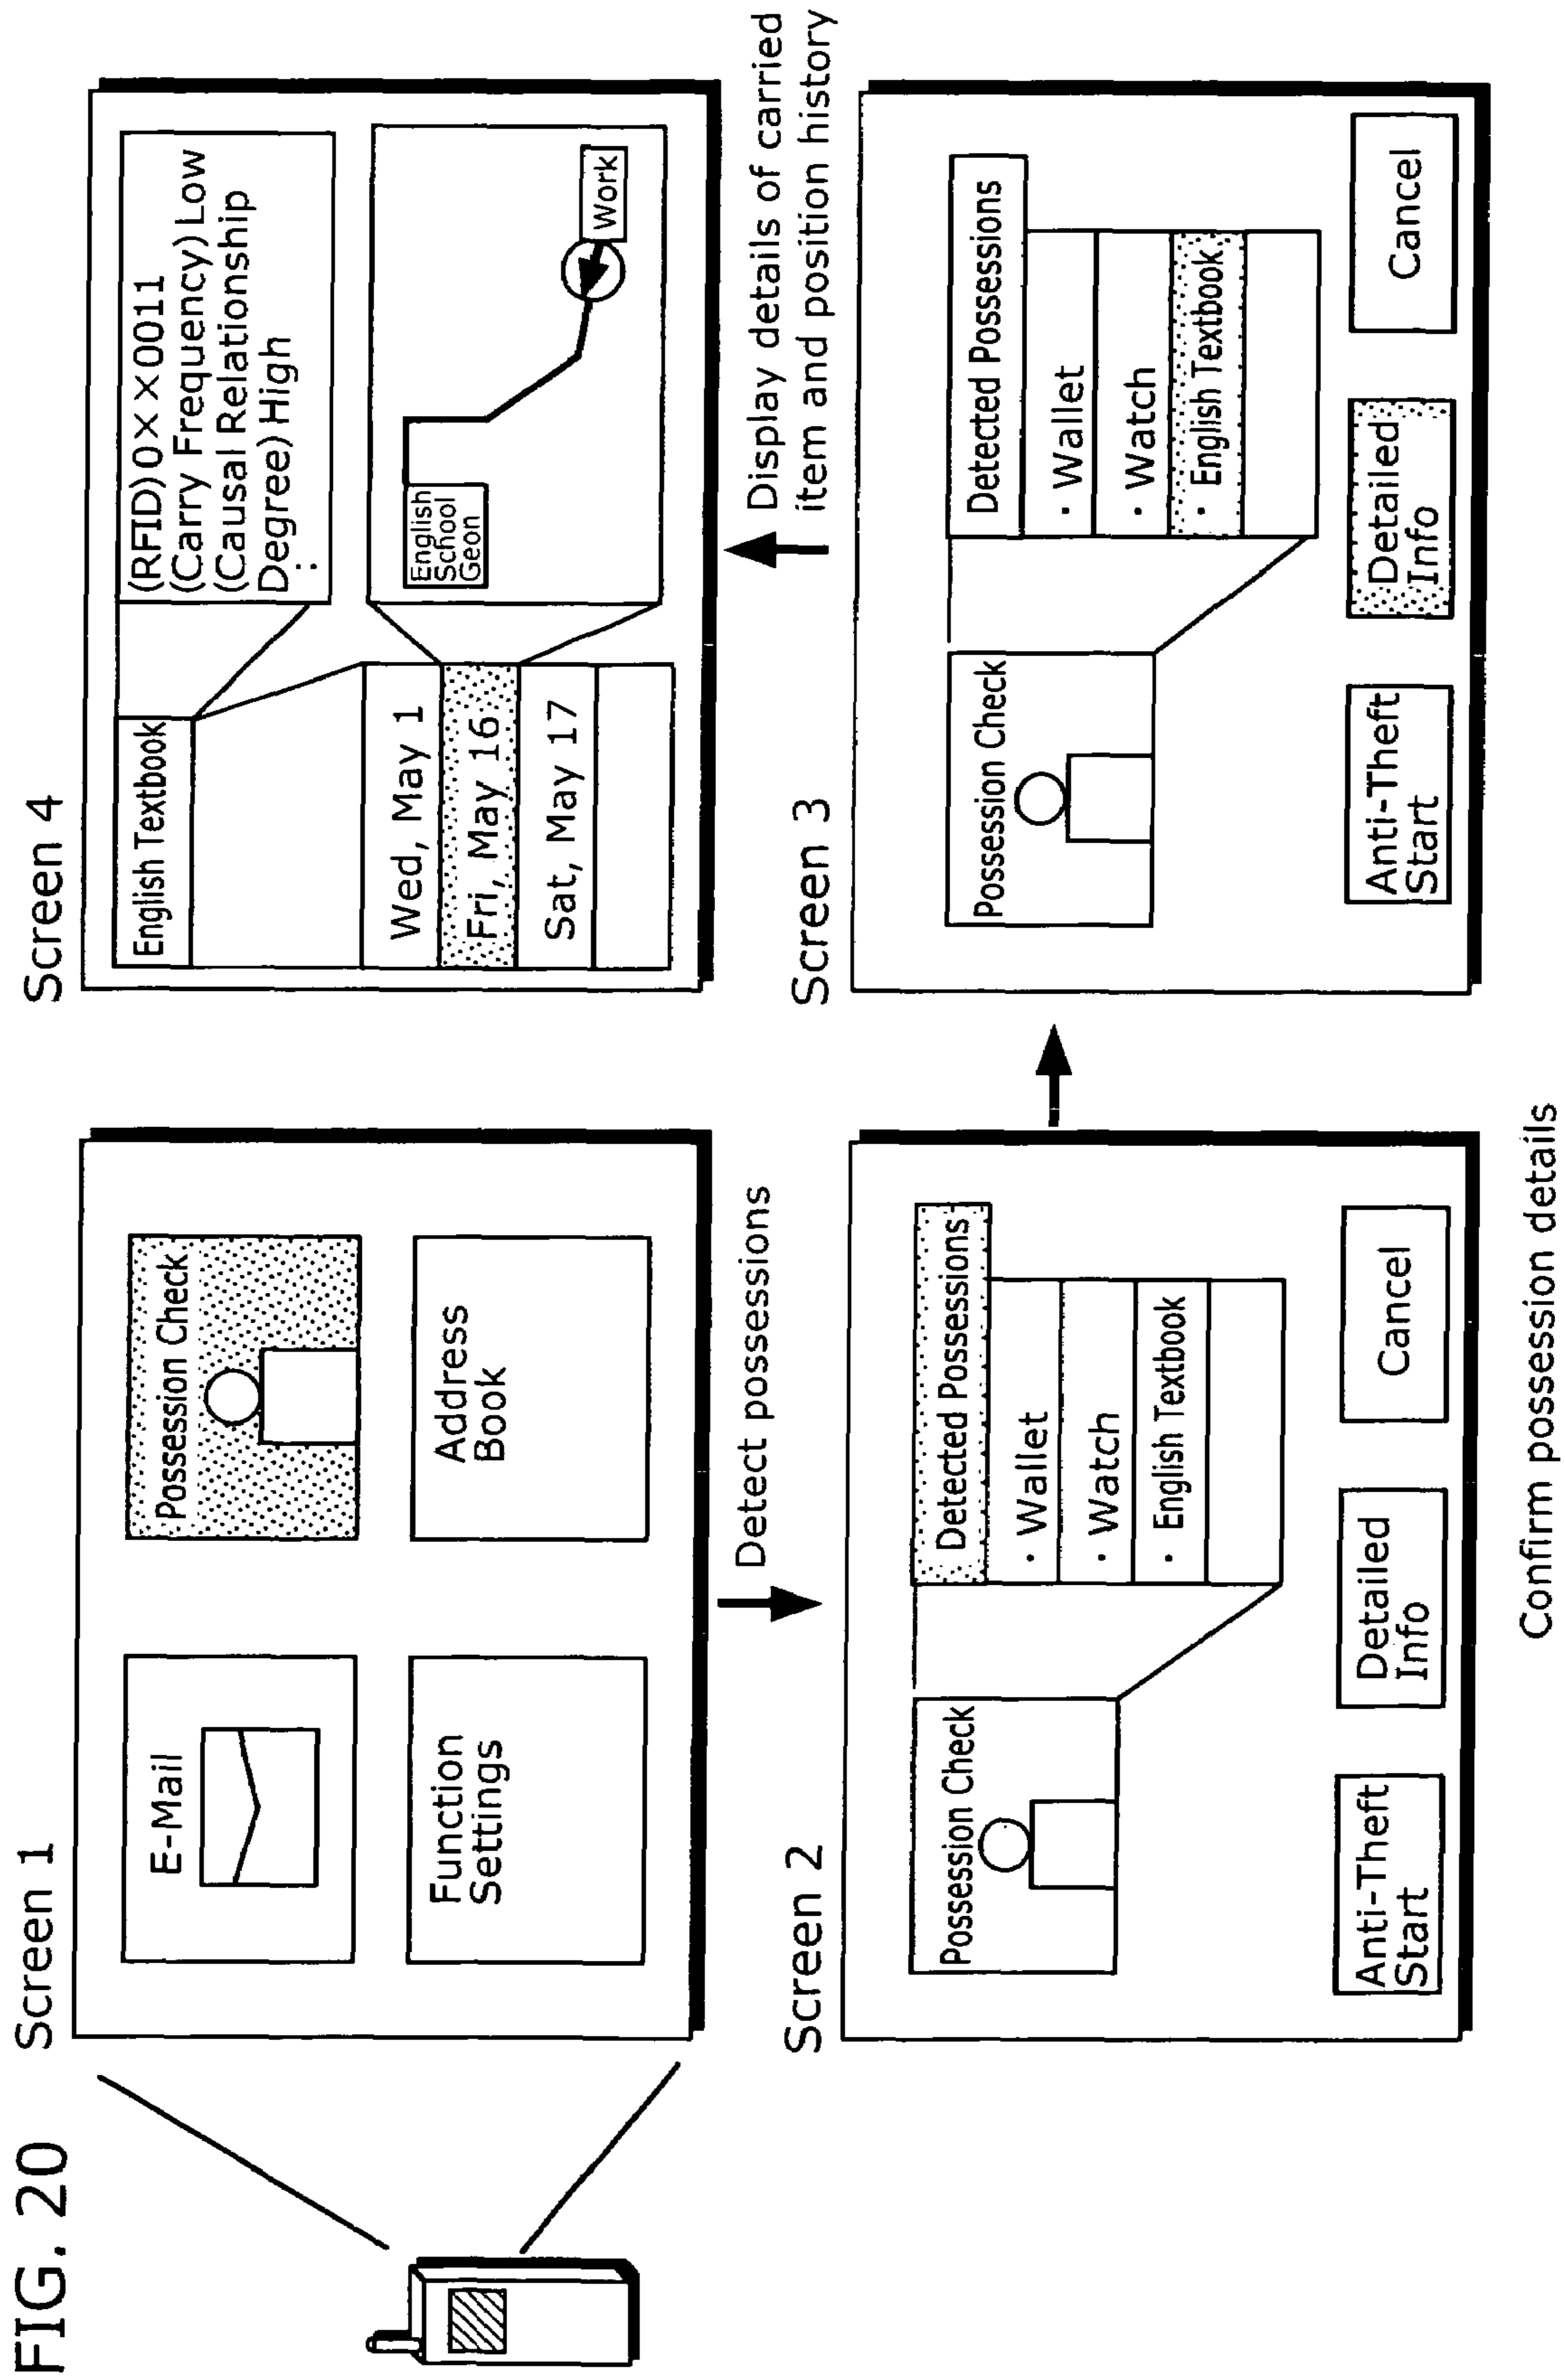 FIG. 20
Screen 1
E-Mail
Possession Check
Function
Settings
Address
Book
Detect possessions
Screen 2
Possession Check
Detected Possessions
· Wallet
· Watch
· English Textbook
Anti-Theft
Start
Detailed
Info
Cancel
Confirm possession details
Screen 3
Possession Check
Detected Possessions
· Wallet
· Watch
· English Textbook
Anti-Theft
Start
Detailed
Info
Cancel
Display details of carried
item and position history
Screen 4
English Textbook
(RFID)0××0011
(Carry Frequency) Low
(Causal Relationship
Degree) High
:
Wed, May 1
Fri, May 16
Sat, May 17
English
School
Geon
Work